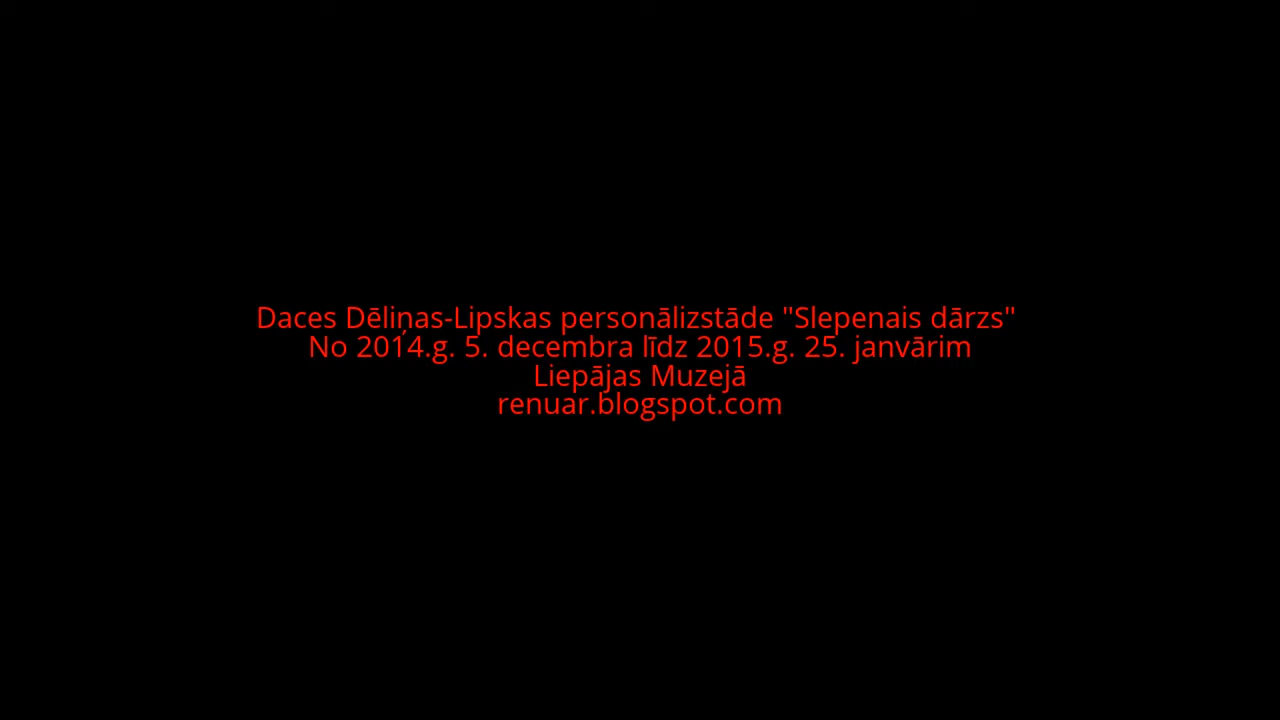 Daces Dēliņas-Lipskas personālizstāde "Slepenais dārzs"
No 2014.g. 5. decembra līdz 2015.g. 25. janvārim
Liepājas Muzejā
renuar.blogspot.com